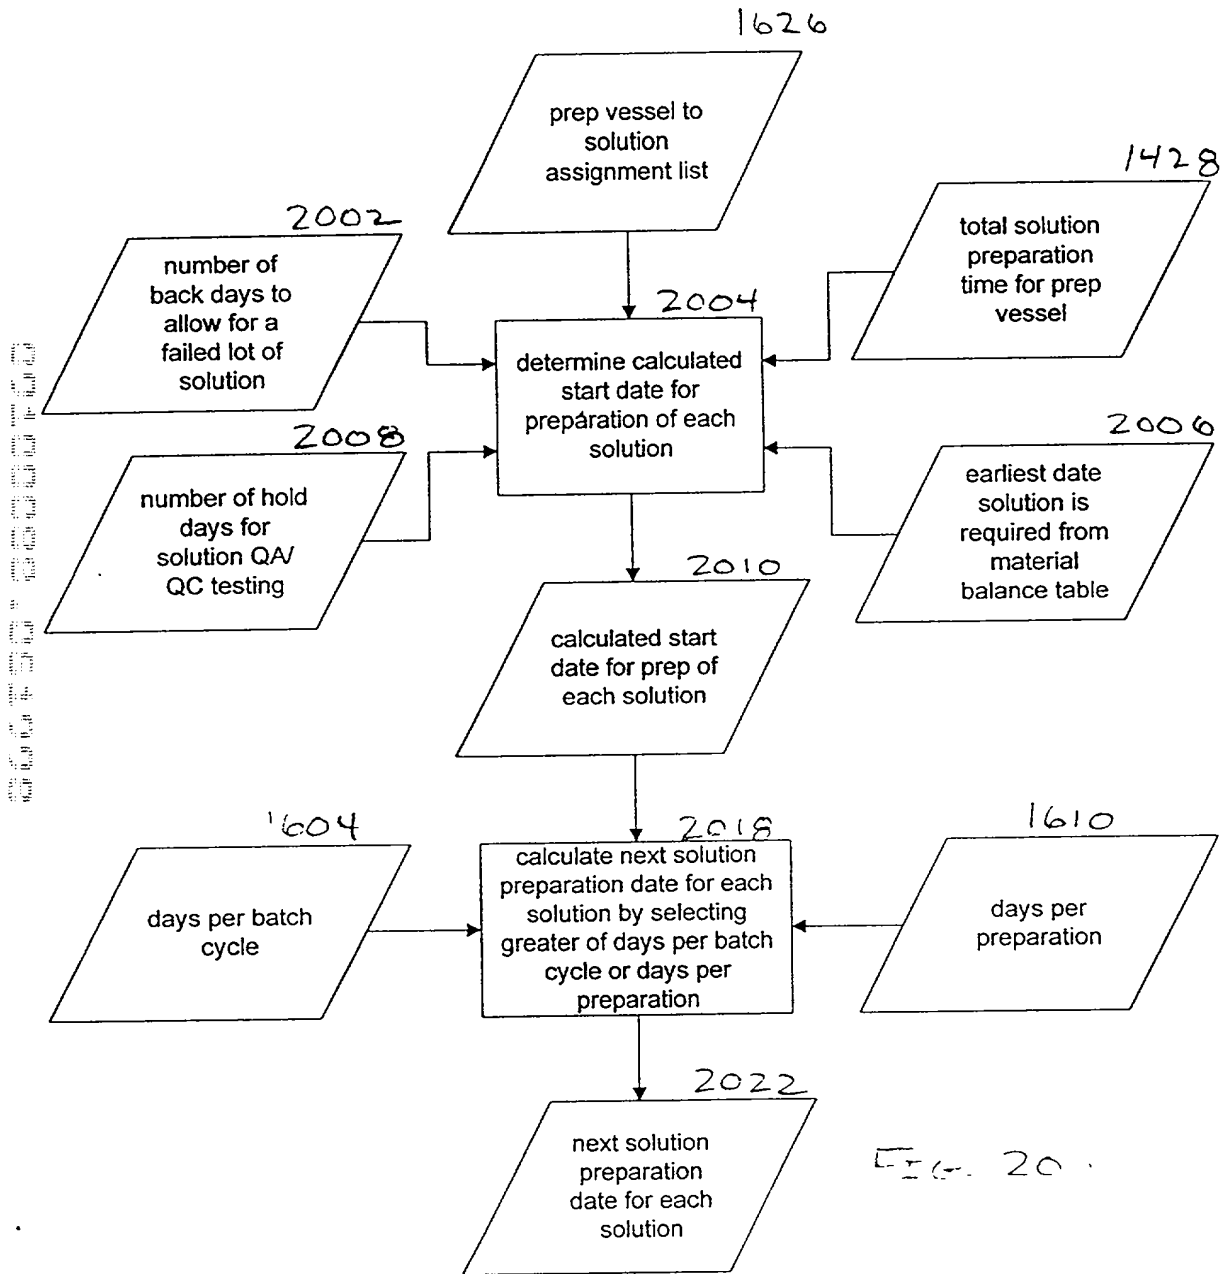 1626
prep vessel to
solution
assignment list
1428
total solution
preparation
time for prep
vessel
2002
number of
back days to
allow for a
failed lot of
solution
2004
determine calculated
start date for
preparation of each
solution
2008
number of hold
days for
solution QA/
QC testing
2006
earliest date
solution is
required from
material
balance table
2010
calculated start
date for prep of
each solution
1604
days per batch
cycle
2018
calculate next solution
preparation date for each
solution by selecting
greater of days per batch
cycle or days per
preparation
1610
days per
preparation
2022
next solution
preparation
date for each
solution
FIG. 20.